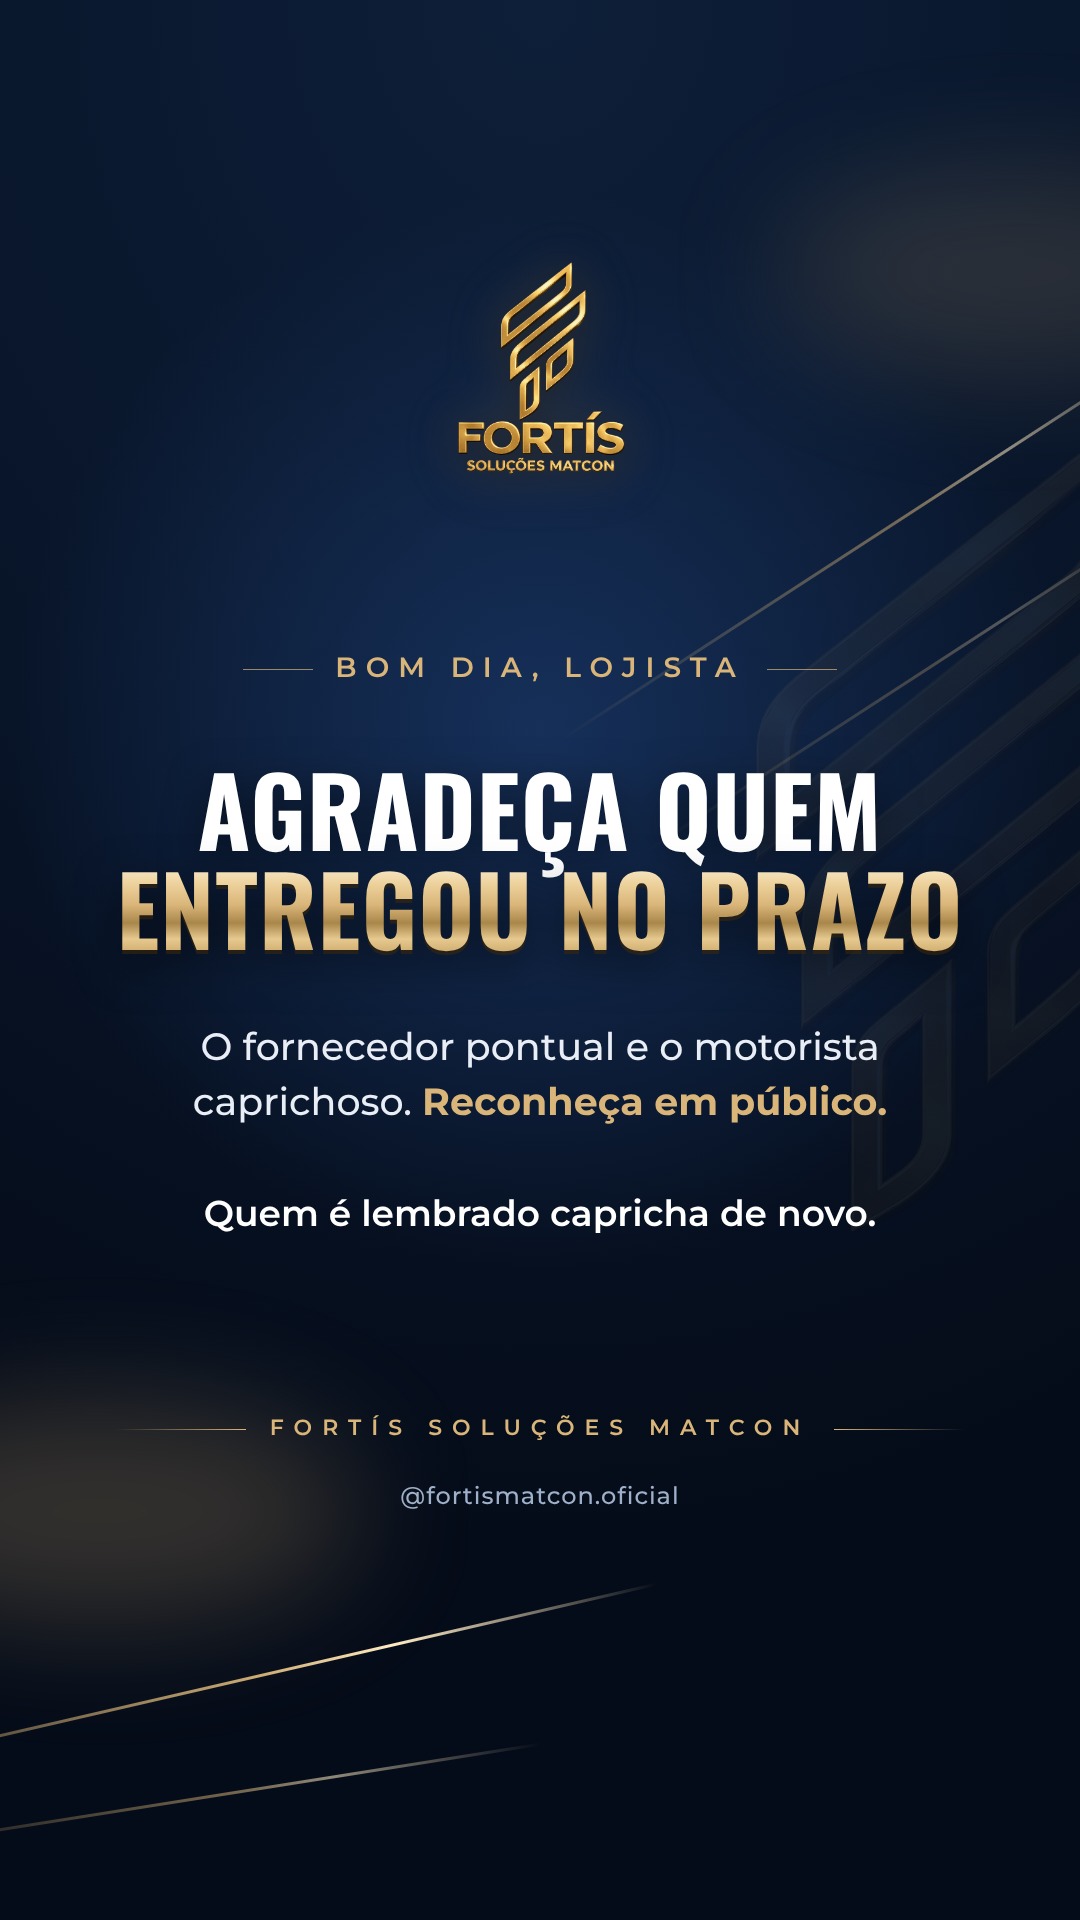 FORTÍS
SOLUÇÕES MATCON
BOM DIA, LOJISTA
AGRADEÇA QUEM
ENTREGOU NO PRAZO
O fornecedor pontual e o motorista
caprichoso. Reconheça em público.
Quem é lembrado capricha de novo.
FORTÍS SOLUÇÕES MATCON
@fortismatcon.oficial